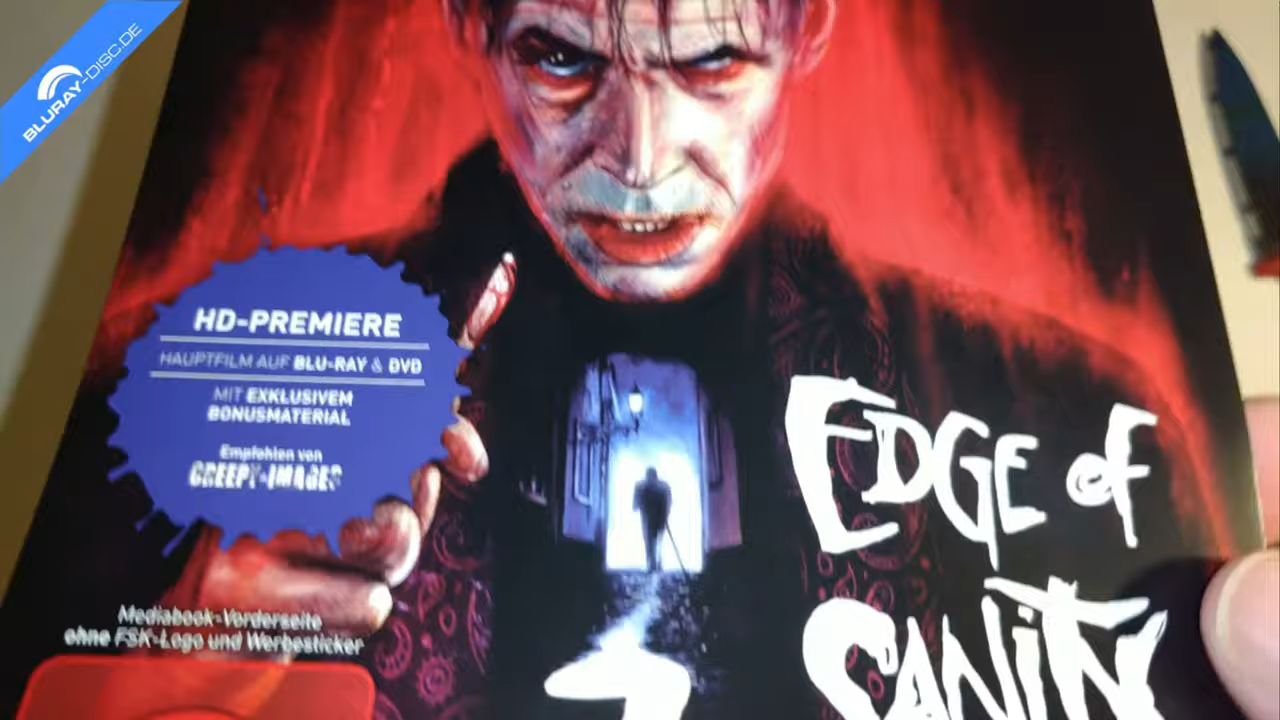 BLURAY-DISC.DE
HD-PREMIERE
HAUPTFILM AUF BLU-RAY & DVD
MIT EXKLUSIVEM
BONUSMATERIAL
Empfohlen von
CREEPY-IMAGES
EDGE of
SANITY
Mediabook-Vorderseite
ohne FSK-Logo und Werbesticker